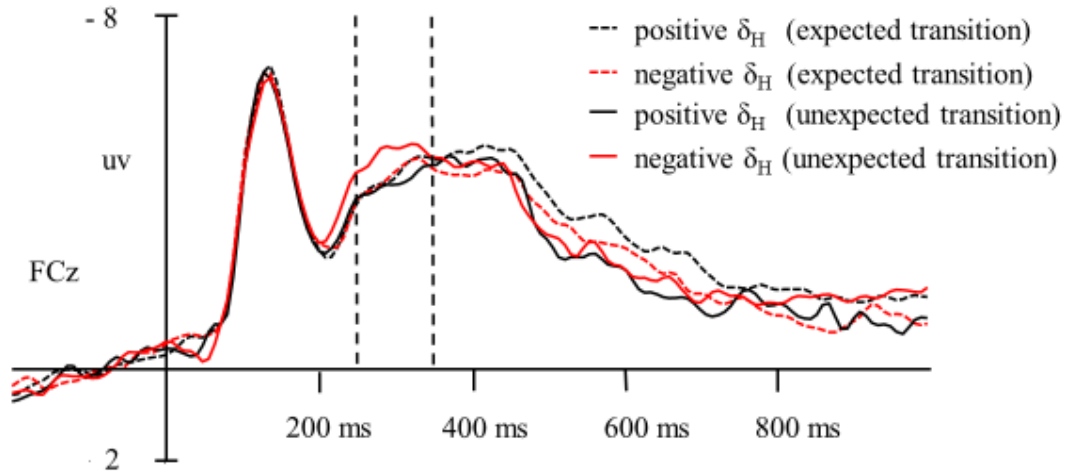 - 8
positive δH (expected transition)
negative δH (expected transition)
positive δH (unexpected transition)
negative δH (unexpected transition)
uv
FCz
200 ms
400 ms
600 ms
800 ms
2